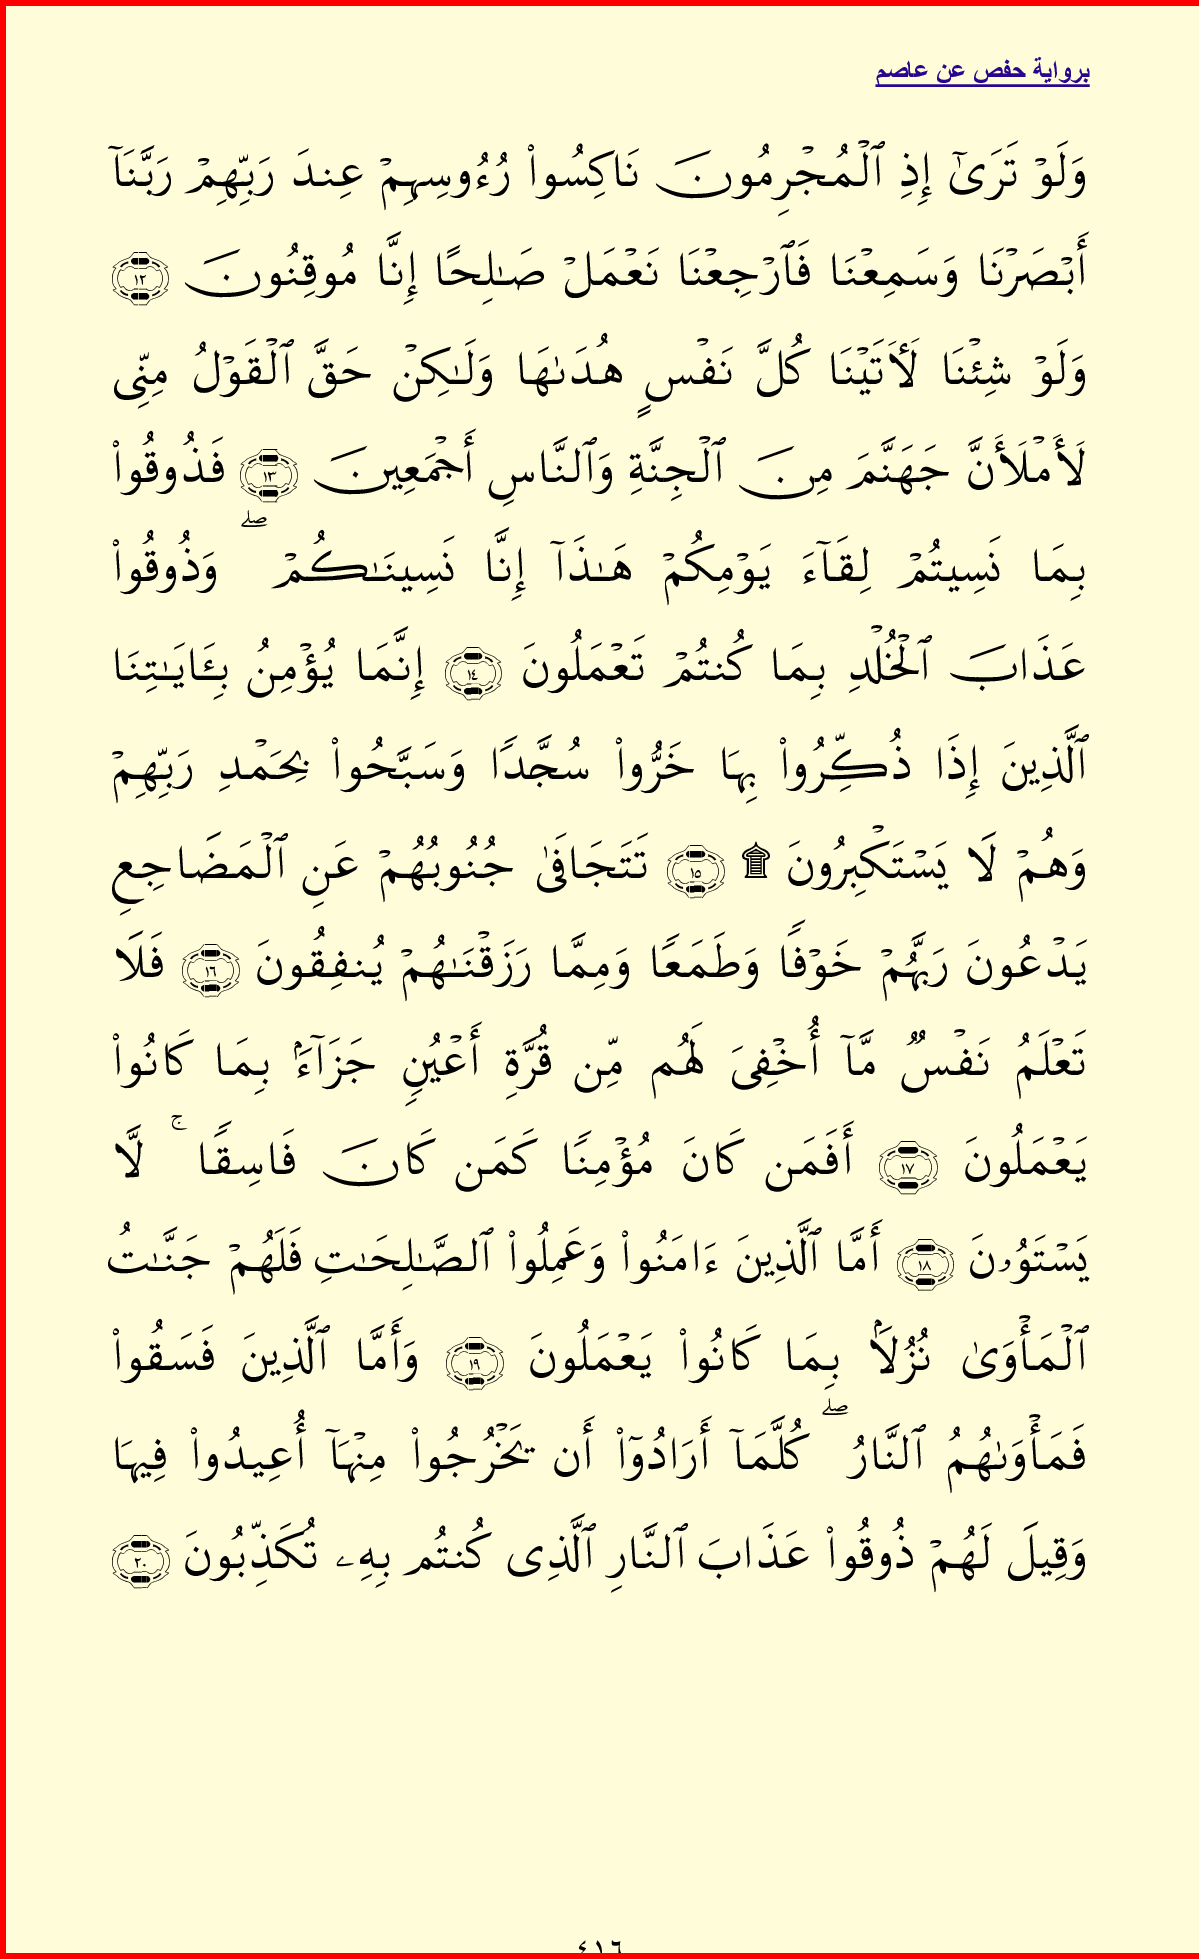 برواية حفص عن عاصم
وَلَوْ تَرَىٰٓ إِذِ ٱلْمُجْرِمُونَ نَاكِسُوا۟ رُءُوسِهِمْ عِندَ رَبِّهِمْ رَبَّنَآ
أَبْصَرْنَا وَسَمِعْنَا فَٱرْجِعْنَا نَعْمَلْ صَـٰلِحًا إِنَّا مُوقِنُونَ ١٢
وَلَوْ شِئْنَا لَـَٔاتَيْنَا كُلَّ نَفْسٍ هُدَىٰهَا وَلَـٰكِنْ حَقَّ ٱلْقَوْلُ مِنِّى
لَأَمْلَأَنَّ جَهَنَّمَ مِنَ ٱلْجِنَّةِ وَٱلنَّاسِ أَجْمَعِينَ ١٣ فَذُوقُوا۟
بِمَا نَسِيتُمْ لِقَآءَ يَوْمِكُمْ هَـٰذَآ إِنَّا نَسِينَـٰكُمْ ۖ وَذُوقُوا۟
عَذَابَ ٱلْخُلْدِ بِمَا كُنتُمْ تَعْمَلُونَ ١٤ إِنَّمَا يُؤْمِنُ بِـَٔايَـٰتِنَا
ٱلَّذِينَ إِذَا ذُكِّرُوا۟ بِهَا خَرُّوا۟ سُجَّدًا وَسَبَّحُوا۟ بِحَمْدِ رَبِّهِمْ
وَهُمْ لَا يَسْتَكْبِرُونَ ۩ ١٥ تَتَجَافَىٰ جُنُوبُهُمْ عَنِ ٱلْمَضَاجِعِ
يَدْعُونَ رَبَّهُمْ خَوْفًا وَطَمَعًا وَمِمَّا رَزَقْنَـٰهُمْ يُنفِقُونَ ١٦ فَلَا
تَعْلَمُ نَفْسٌ مَّآ أُخْفِىَ لَهُم مِّن قُرَّةِ أَعْيُنٍ جَزَآءًۢ بِمَا كَانُوا۟
يَعْمَلُونَ ١٧ أَفَمَن كَانَ مُؤْمِنًا كَمَن كَانَ فَاسِقًا ۚ لَّا
يَسْتَوُۥنَ ١٨ أَمَّا ٱلَّذِينَ ءَامَنُوا۟ وَعَمِلُوا۟ ٱلصَّـٰلِحَـٰتِ فَلَهُمْ جَنَّـٰتُ
ٱلْمَأْوَىٰ نُزُلًۢا بِمَا كَانُوا۟ يَعْمَلُونَ ١٩ وَأَمَّا ٱلَّذِينَ فَسَقُوا۟
فَمَأْوَىٰهُمُ ٱلنَّارُ ۖ كُلَّمَآ أَرَادُوٓا۟ أَن يَخْرُجُوا۟ مِنْهَآ أُعِيدُوا۟ فِيهَا
وَقِيلَ لَهُمْ ذُوقُوا۟ عَذَابَ ٱلنَّارِ ٱلَّذِى كُنتُم بِهِۦ تُكَذِّبُونَ ٢٠
٤١٦